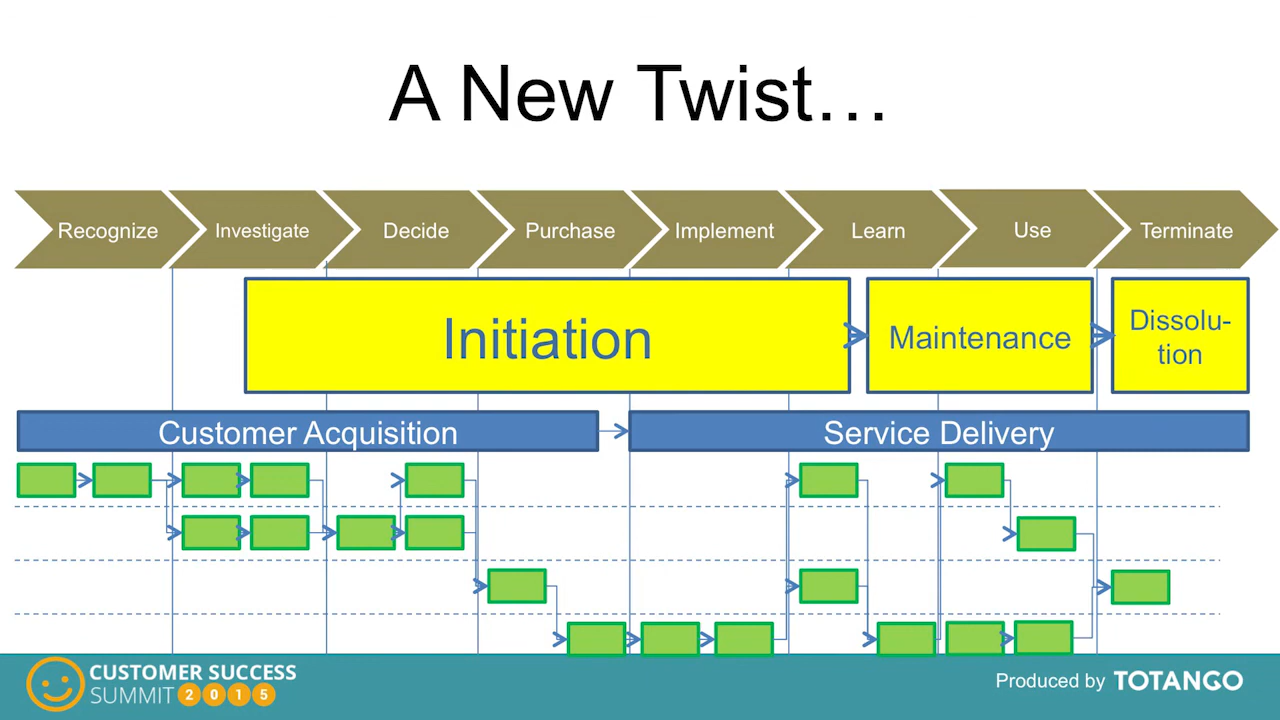 A New Twist…
Recognize
Investigate
Decide
Purchase
Implement
Learn
Use
Terminate
Initiation
Maintenance
Dissolu-
tion
Customer Acquisition
Service Delivery
CUSTOMER SUCCESS
SUMMIT 2015
Produced by TOTANGO